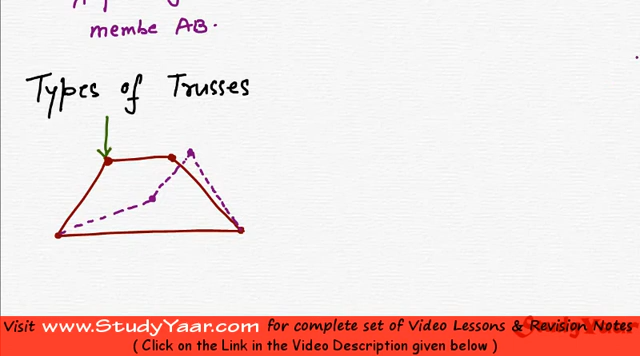 membe AB.
Types of Trusses
Visit www.StudyYaar.com for complete set of Video Lessons & Revision Notes
( Click on the Link in the Video Description given below )
StudyYaar